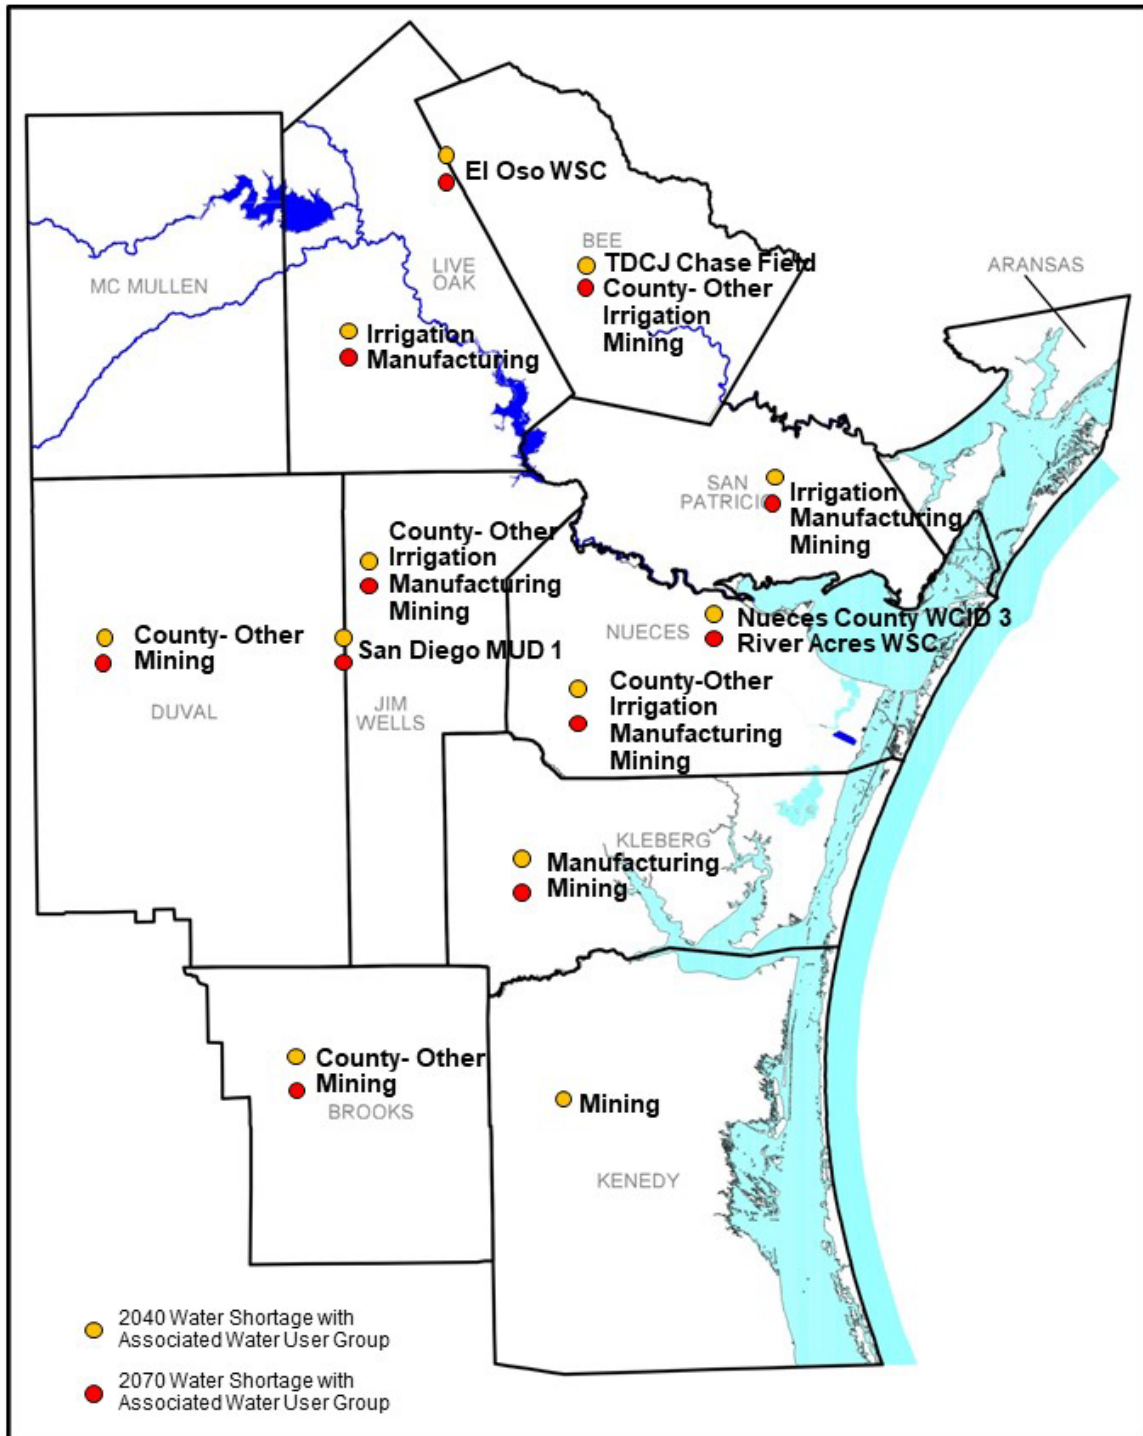 El Oso WSC
BEE
TDCJ Chase Field
County- Other
Irrigation
Mining
ARANSAS
MC MULLEN
LIVE
OAK
Irrigation
Manufacturing
SAN
PATRICIO
Irrigation
Manufacturing
Mining
County- Other
Irrigation
Manufacturing
Mining
County- Other
Mining
San Diego MUD 1
NUECES
Nueces County WCID 3
River Acres WSC
DUVAL
JIM
WELLS
County-Other
Irrigation
Manufacturing
Mining
KLEBERG
Manufacturing
Mining
County- Other
Mining
BROOKS
Mining
KENEDY
2040 Water Shortage with
Associated Water User Group
2070 Water Shortage with
Associated Water User Group